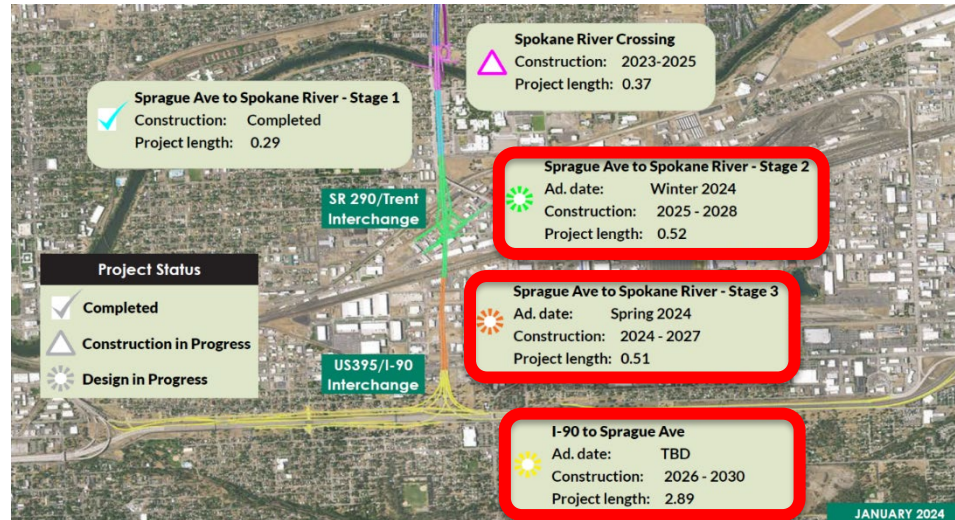 Spokane River Crossing
Construction: 2023-2025
Project length: 0.37
Sprague Ave to Spokane River - Stage 1
Construction: Completed
Project length: 0.29
Sprague Ave to Spokane River - Stage 2
Ad. date: Winter 2024
Construction: 2025 - 2028
Project length: 0.52
SR 290/Trent
Interchange
Project Status
Completed
Construction in Progress
Design in Progress
Sprague Ave to Spokane River - Stage 3
Ad. date: Spring 2024
Construction: 2024 - 2027
Project length: 0.51
US395/I-90
Interchange
I-90 to Sprague Ave
Ad. date: TBD
Construction: 2026 - 2030
Project length: 2.89
JANUARY 2024